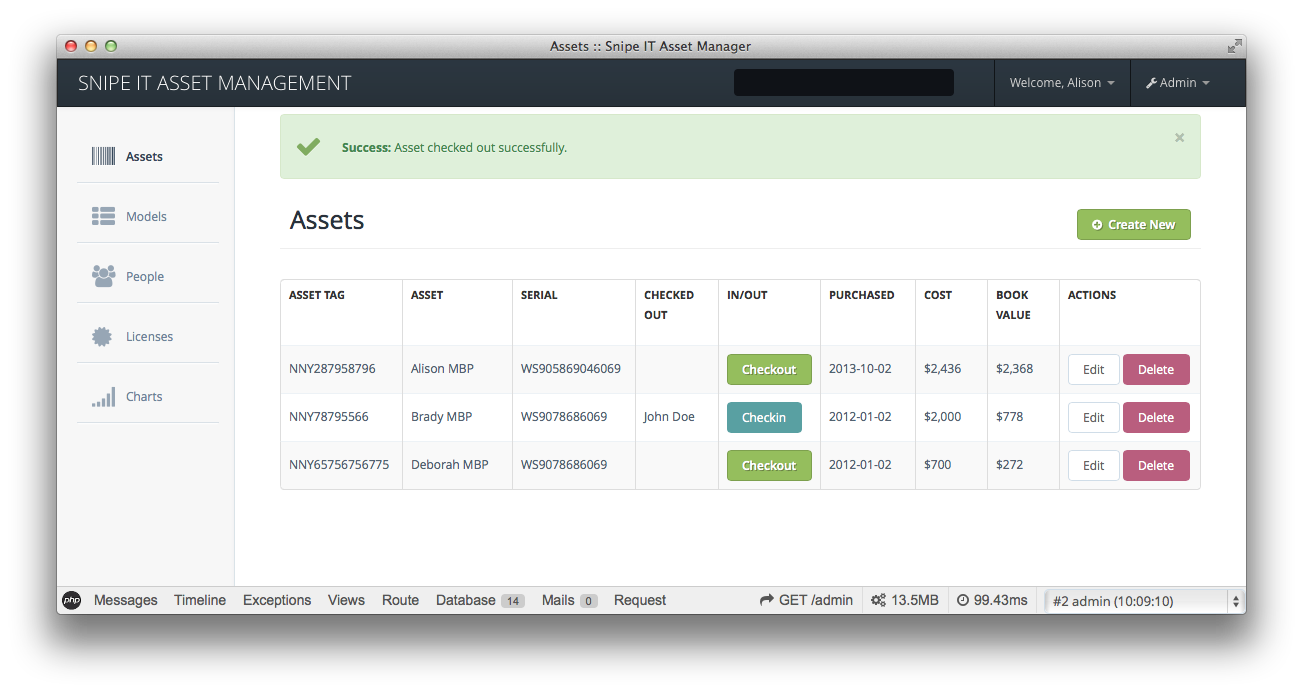 Assets :: Snipe IT Asset Manager
SNIPE IT ASSET MANAGEMENT
Welcome, Alison
Admin
Assets
Models
People
Licenses
Charts
Success: Asset checked out successfully.
×
Assets
Create New
ASSET TAG ASSET SERIAL CHECKED OUT IN/OUT PURCHASED COST BOOK VALUE ACTIONS
NNY287958796 Alison MBP WS905869046069 Checkout 2013-10-02 $2,436 $2,368 Edit Delete
NNY78795566 Brady MBP WS9078686069 John Doe Checkin 2012-01-02 $2,000 $778 Edit Delete
NNY65756756775 Deborah MBP WS9078686069 Checkout 2012-01-02 $700 $272 Edit Delete
php Messages Timeline Exceptions Views Route Database 14 Mails 0 Request GET /admin 13.5MB 99.43ms #2 admin (10:09:10)